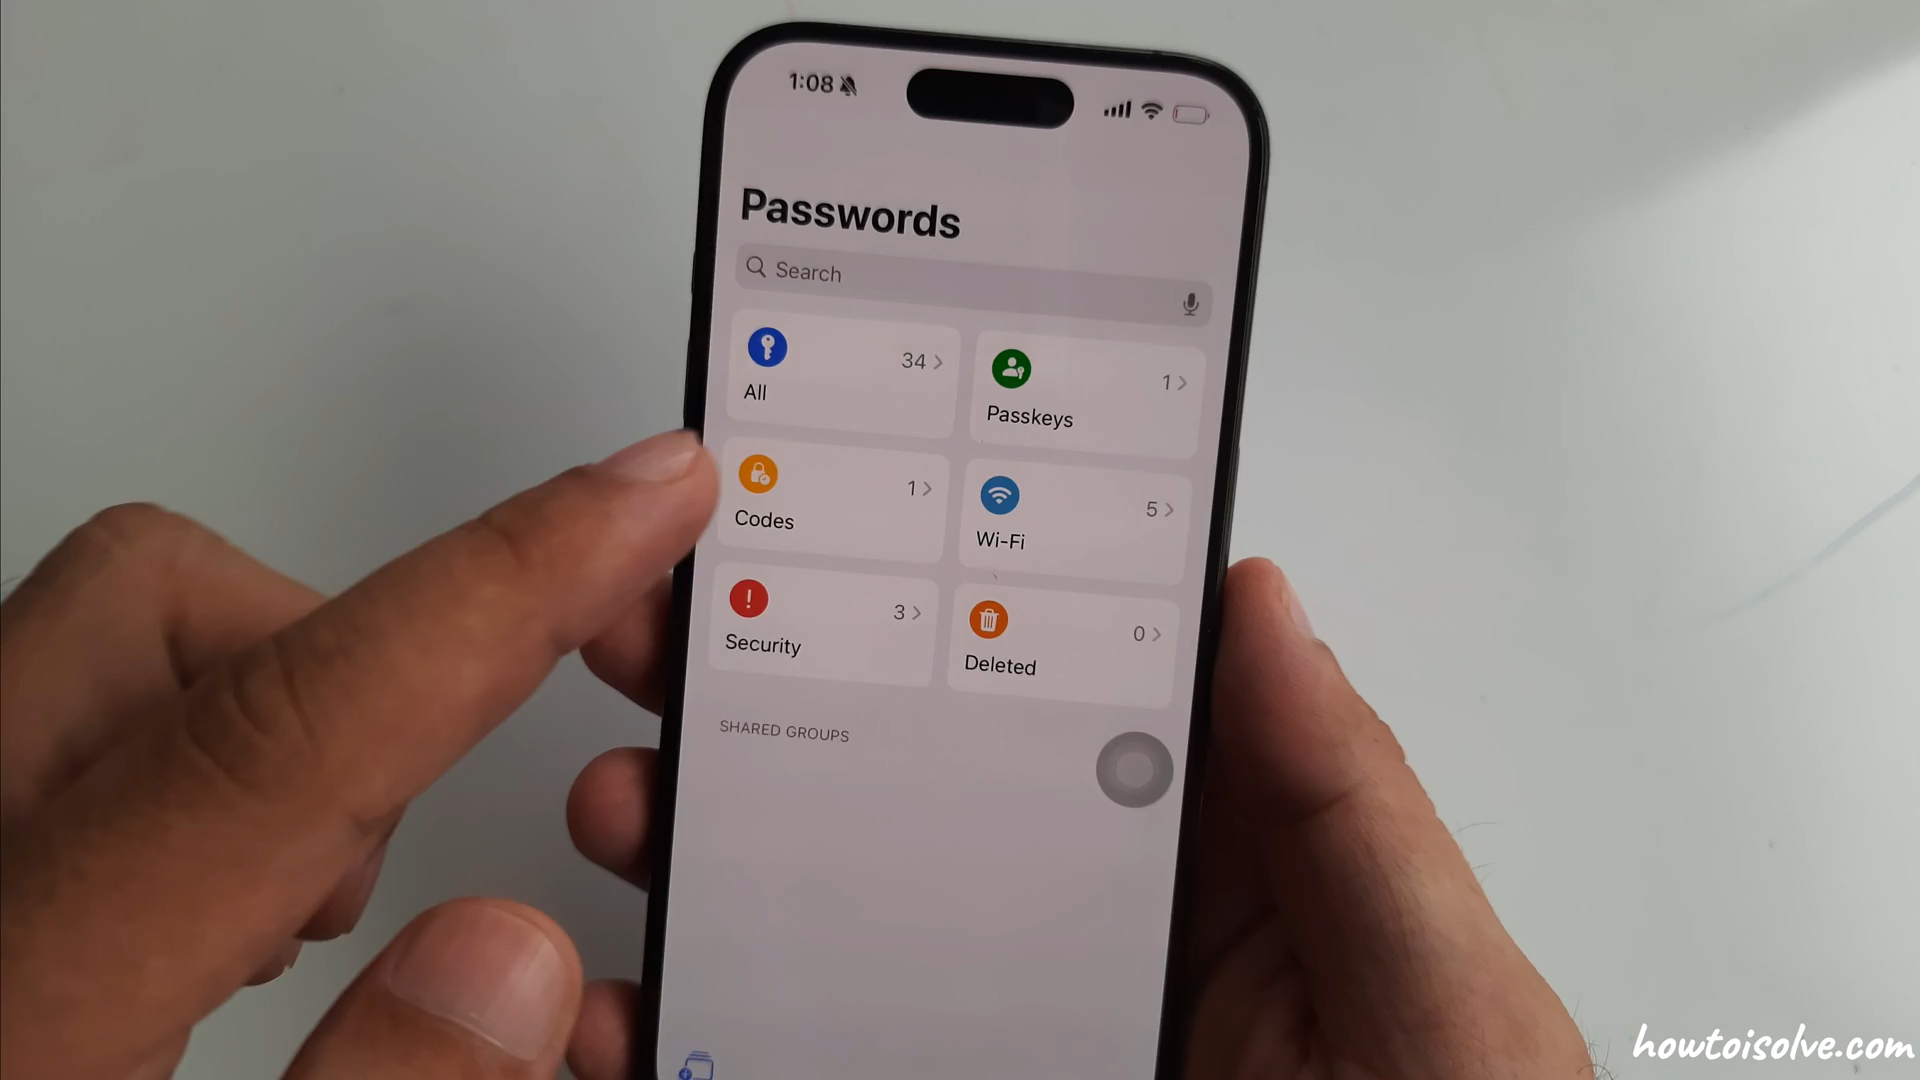 1:08
Passwords
Search
34
All
1
Passkeys
1
Codes
5
Wi-Fi
3
Security
0
Deleted
SHARED GROUPS
howtoisolve.com